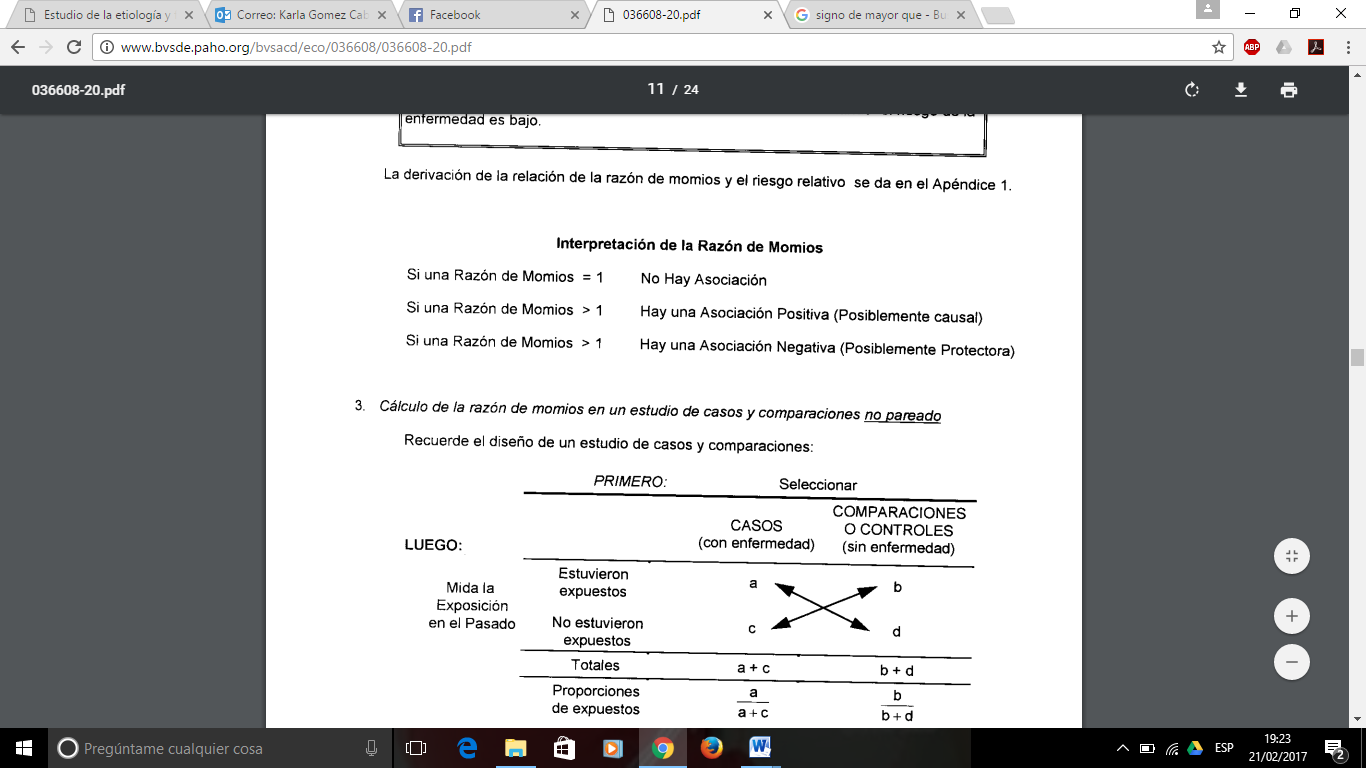 Estudio de la etiología y
Correo: Karla Gomez Cab
Facebook
036608-20.pdf
signo de mayor que - Bu
www.bvsde.paho.org/bvsacd/eco/036608/036608-20.pdf
ABP
036608-20.pdf
11 / 24
enfermedad es bajo.
La derivación de la relación de la razón de momios y el riesgo relativo se da en el Apéndice 1.
Interpretación de la Razón de Momios
Si una Razón de Momios = 1 No Hay Asociación
Si una Razón de Momios > 1 Hay una Asociación Positiva (Posiblemente causal)
Si una Razón de Momios > 1 Hay una Asociación Negativa (Posiblemente Protectora)
3. Cálculo de la razón de momios en un estudio de casos y comparaciones no pareado
Recuerde el diseño de un estudio de casos y comparaciones:
PRIMERO: Seleccionar
CASOS
(con enfermedad)
COMPARACIONES
O CONTROLES
(sin enfermedad)
LUEGO:
Mida la
Exposición
en el Pasado
Estuvieron
expuestos
a b
No estuvieron
expuestos
c d
Totales a + c b + d
Proporciones
de expuestos
a
a + c
b
b + d
Pregúntame cualquier cosa
ESP
19:23
21/02/2017
2